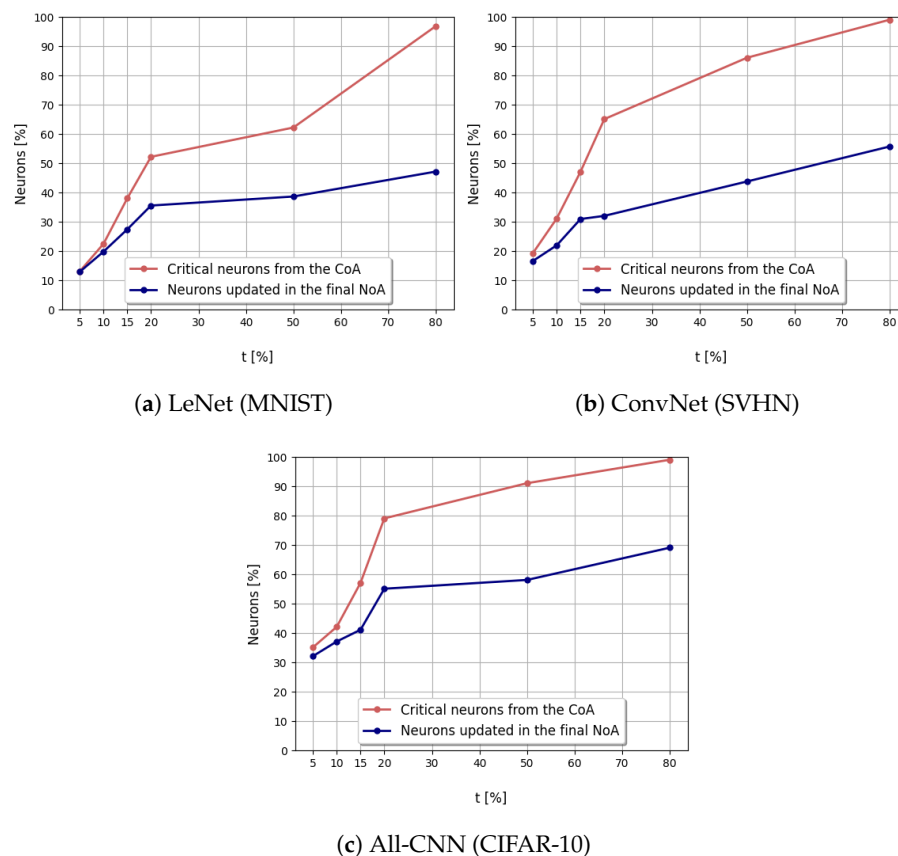 100
90
80
70
60
50
40
30
20
10
0
Neurons [%]
Critical neurons from the CoA
Neurons updated in the final NoA
5 10 15 20 30 40 50 60 70 80
t [%]
(a) LeNet (MNIST)
100
90
80
70
60
50
40
30
20
10
0
Neurons [%]
Critical neurons from the CoA
Neurons updated in the final NoA
5 10 15 20 30 40 50 60 70 80
t [%]
(b) ConvNet (SVHN)
100
90
80
70
60
50
40
30
20
10
0
Neurons [%]
Critical neurons from the CoA
Neurons updated in the final NoA
5 10 15 20 30 40 50 60 70 80
t [%]
(c) All-CNN (CIFAR-10)